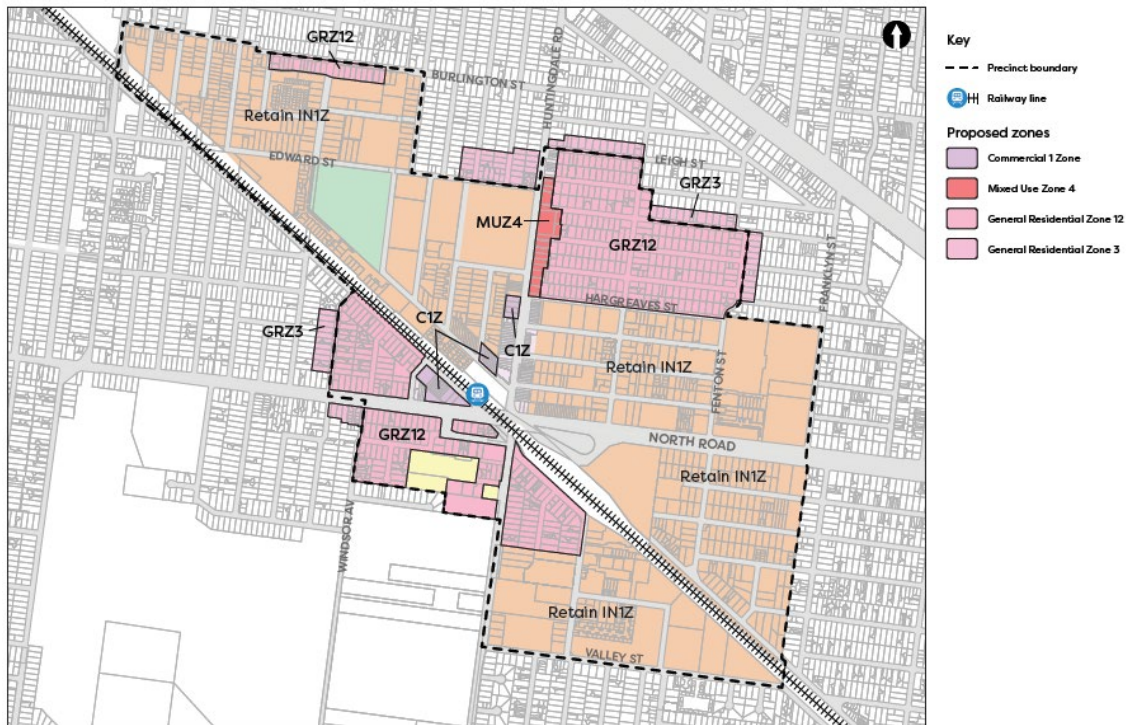 GRZ12
BURLINGTON ST
HUNTINGDALE RD
Retain IN1Z
EDWARD ST
LEIGH ST
GRZ3
MUZ4
GRZ12
FRANKLYN ST
HARGREAVES ST
C1Z
GRZ3
C1Z
Retain IN1Z
FENTON ST
GRZ12
NORTH ROAD
Retain IN1Z
WINDSOR AV
Retain IN1Z
VALLEY ST
Key
Precinct boundary
Railway line
Proposed zones
Commercial 1 Zone
Mixed Use Zone 4
General Residential Zone 12
General Residential Zone 3